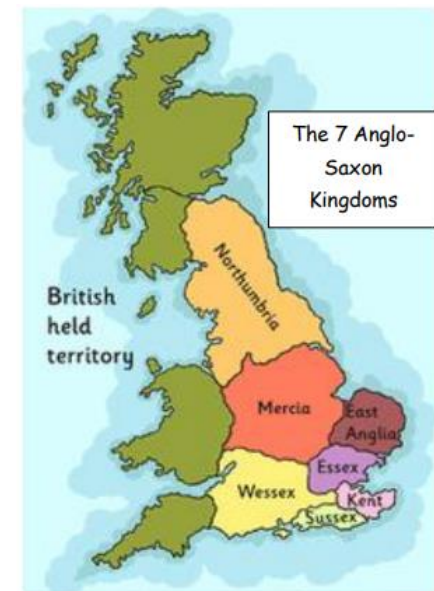 The 7 Anglo-
Saxon
Kingdoms
Northumbria
British
held
territory
Mercia
East
Anglia
Essex
Wessex
Kent
Sussex